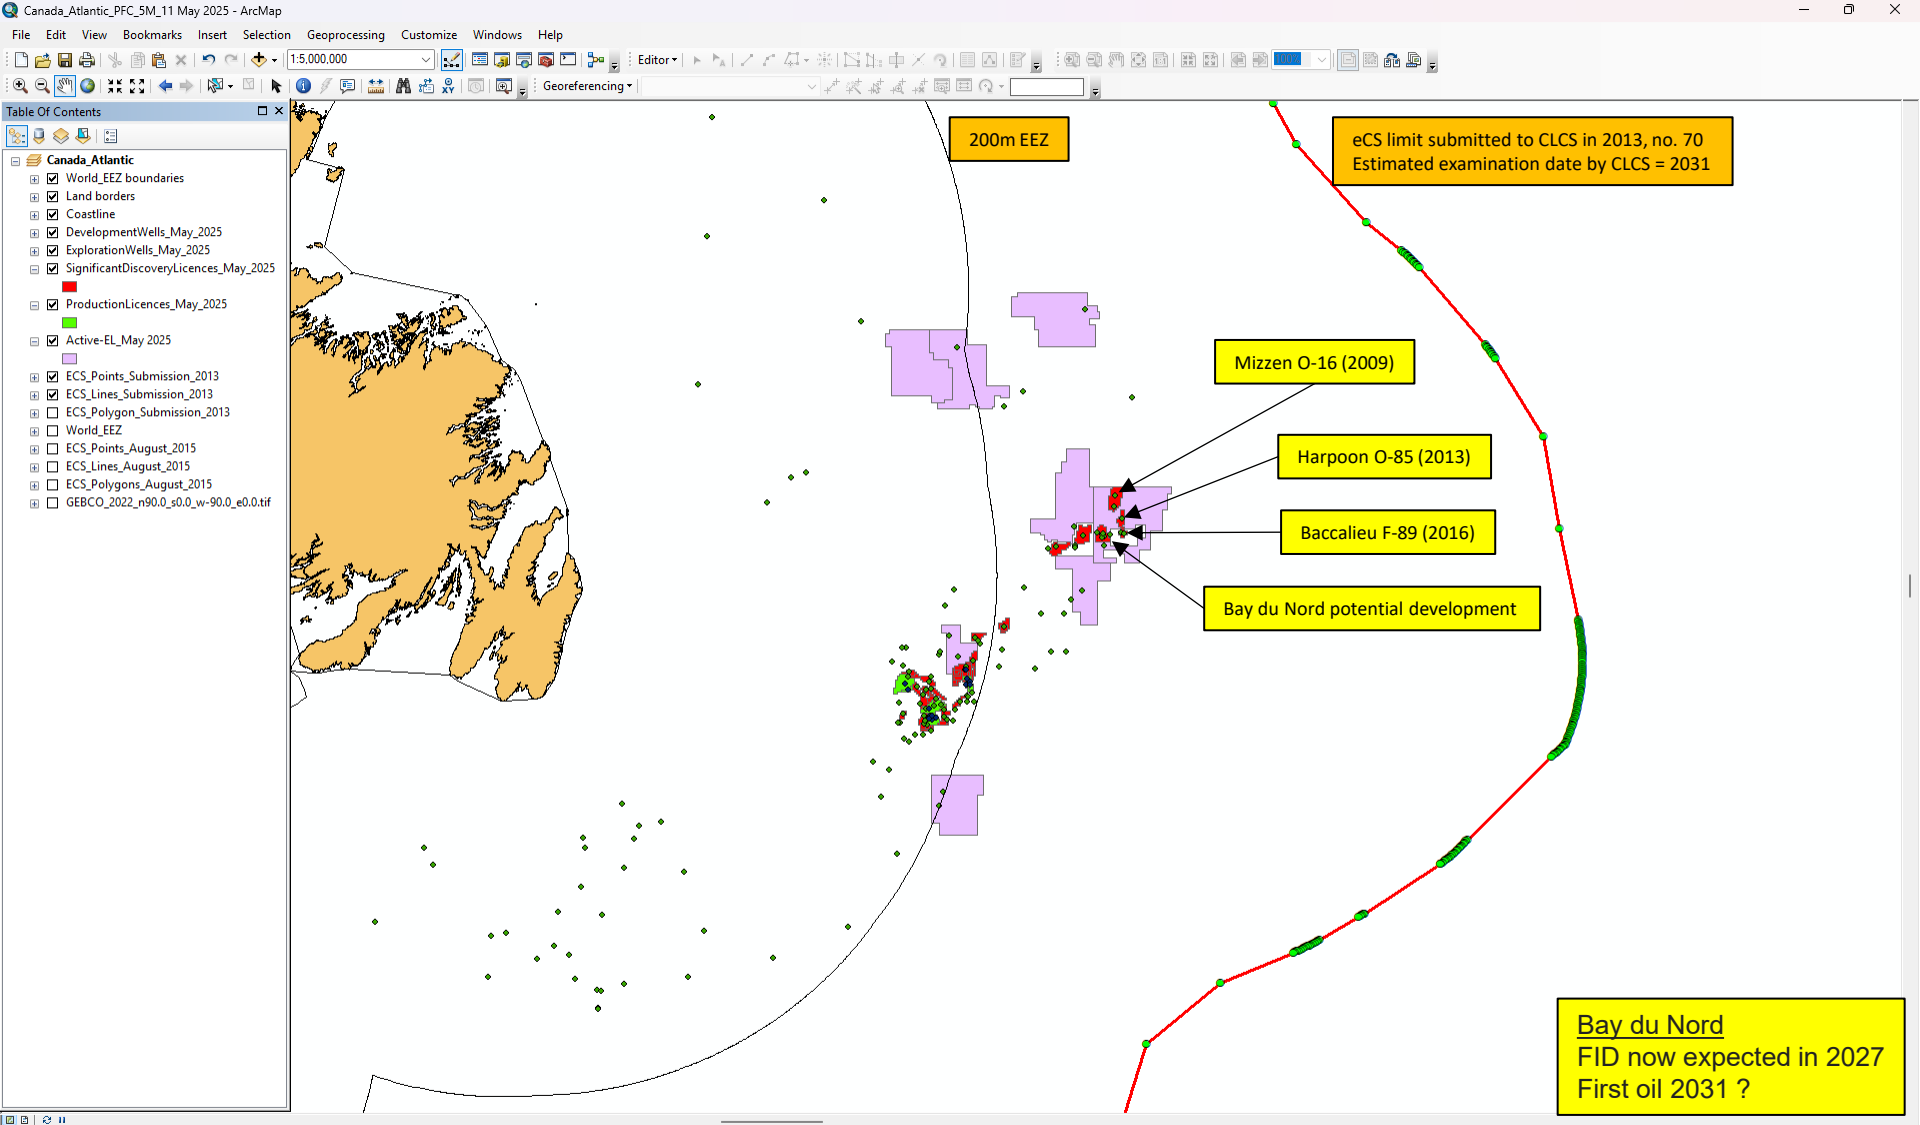 Canada_Atlantic_PFC_5M_11 May 2025 - ArcMap
File Edit View Bookmarks Insert Selection Geoprocessing Customize Windows Help
1:5,000,000
Editor
100%
Georeferencing
Table Of Contents
Canada_Atlantic
World_EEZ boundaries
Land borders
Coastline
DevelopmentWells_May_2025
ExplorationWells_May_2025
SignificantDiscoveryLicences_May_2025
ProductionLicences_May_2025
Active-EL_May 2025
ECS_Points_Submission_2013
ECS_Lines_Submission_2013
ECS_Polygon_Submission_2013
World_EEZ
ECS_Points_August_2015
ECS_Lines_August_2015
ECS_Polygons_August_2015
GEBCO_2022_n90.0_s0.0_w-90.0_e0.0.tif
200m EEZ
eCS limit submitted to CLCS in 2013, no. 70
Estimated examination date by CLCS = 2031
Mizzen O-16 (2009)
Harpoon O-85 (2013)
Baccalieu F-89 (2016)
Bay du Nord potential development
Bay du Nord
FID now expected in 2027
First oil 2031 ?